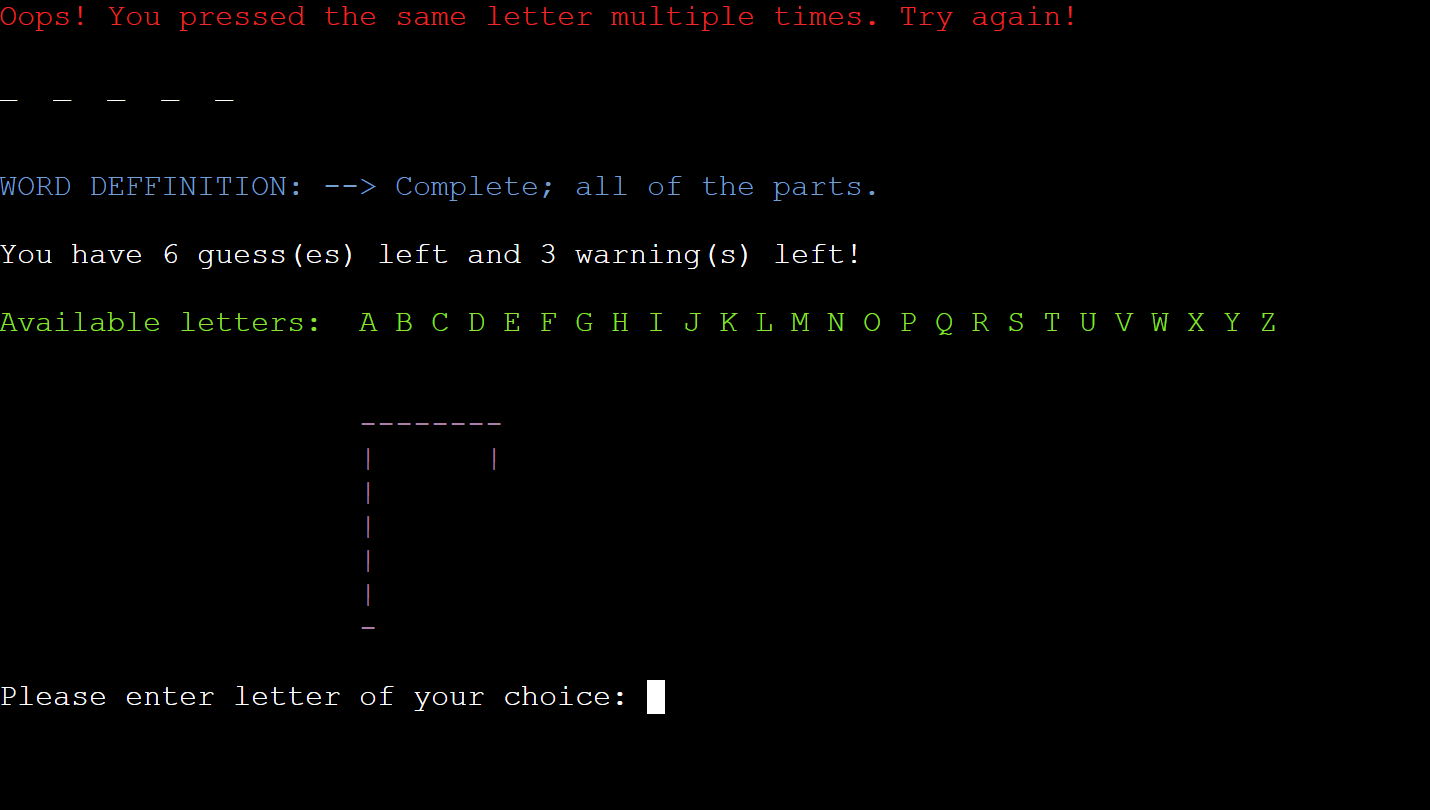 Oops! You pressed the same letter multiple times. Try again!
_ _ _ _ _
WORD DEFFINITION: --> Complete; all of the parts.
You have 6 guess(es) left and 3 warning(s) left!
Available letters: A B C D E F G H I J K L M N O P Q R S T U V W X Y Z
--------
|      |
|
|
|
|
-
Please enter letter of your choice: